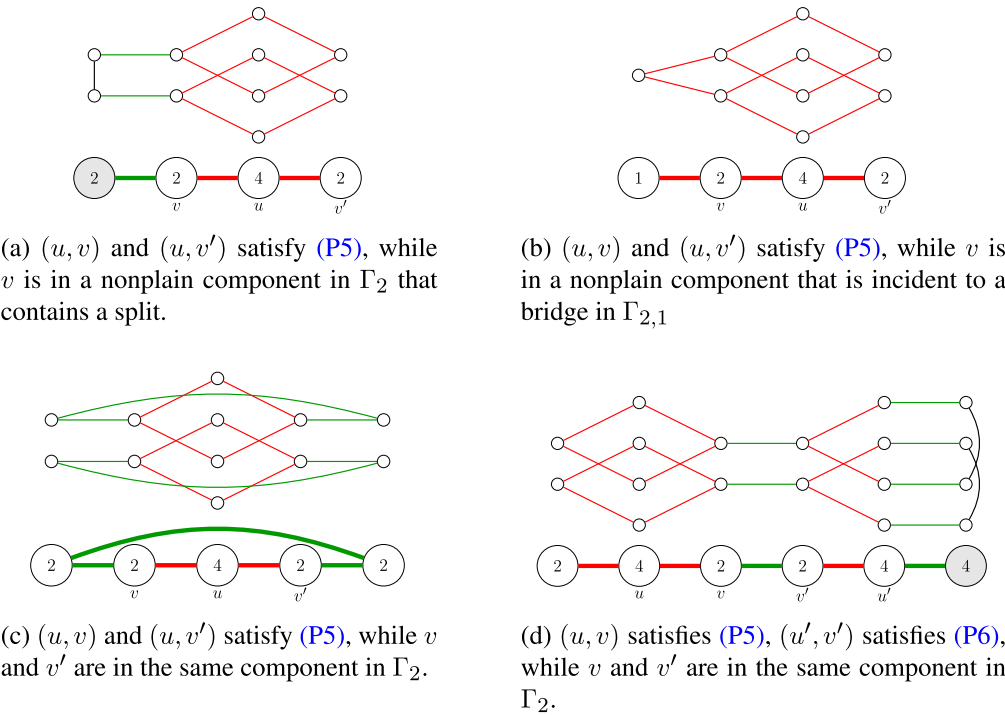 2 2 4 2
v u v′
(a) (u, v) and (u, v′) satisfy (P5), while
v is in a nonplain component in Γ2 that
contains a split.
1 2 4 2
v u v′
(b) (u, v) and (u, v′) satisfy (P5), while v is
in a nonplain component that is incident to a
bridge in Γ2,1
2 2 4 2 2
v u v′
(c) (u, v) and (u, v′) satisfy (P5), while v
and v′ are in the same component in Γ2.
2 4 2 2 4 4
u v v′ u′
(d) (u, v) satisfies (P5), (u′, v′) satisfies (P6),
while v and v′ are in the same component in
Γ2.